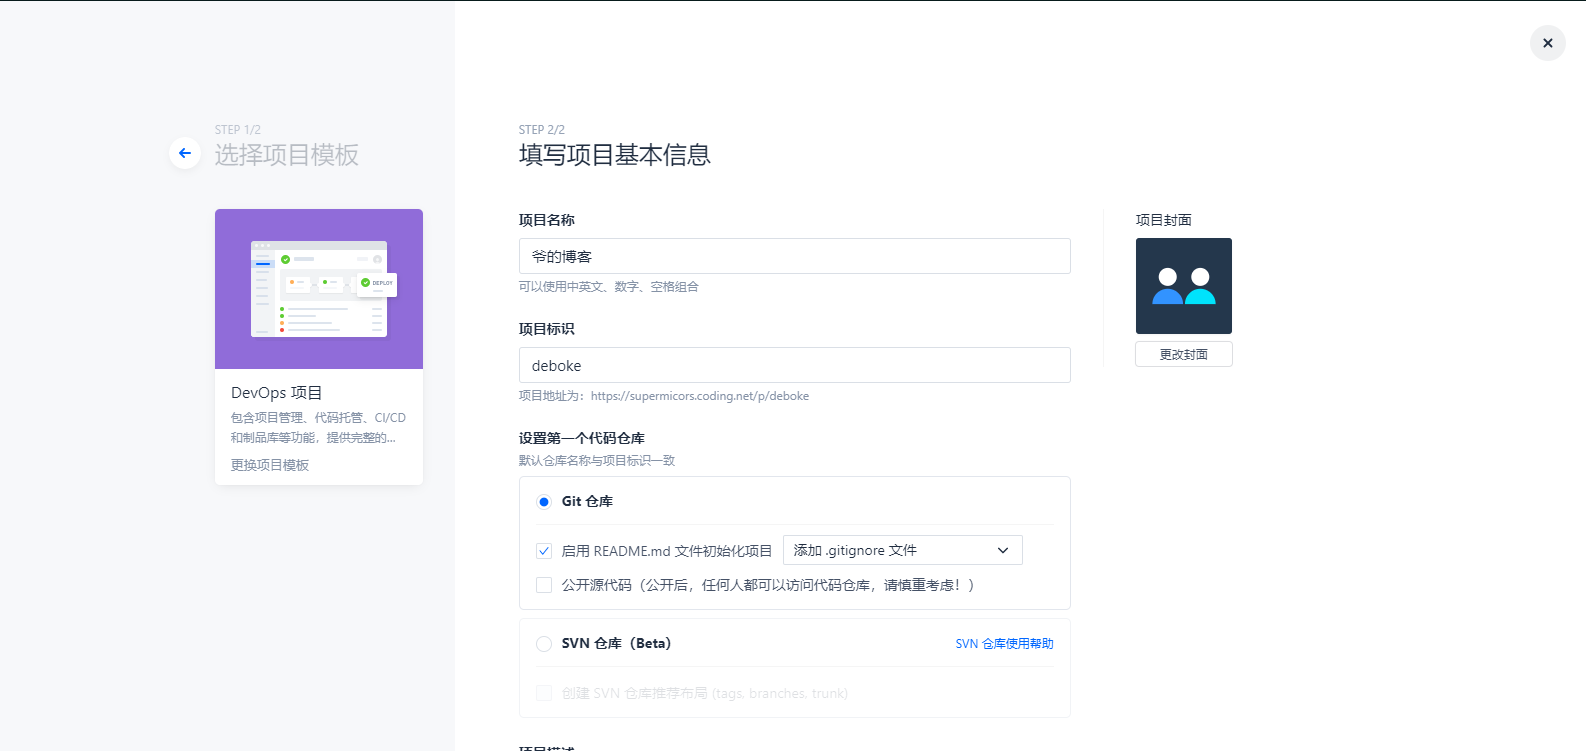 STEP 1/2
选择项目模板
DEPLOY
DevOps 项目
包含项目管理、代码托管、CI/CD
和制品库等功能，提供完整的...
更换项目模板
STEP 2/2
填写项目基本信息
项目名称
爷的博客
可以使用中英文、数字、空格组合
项目标识
deboke
项目地址为：https://supermicors.coding.net/p/deboke
设置第一个代码仓库
默认仓库名称与项目标识一致
Git 仓库
启用 README.md 文件初始化项目
添加 .gitignore 文件
公开源代码（公开后，任何人都可以访问代码仓库，请慎重考虑！）
SVN 仓库（Beta）
SVN 仓库使用帮助
创建 SVN 仓库推荐布局 (tags, branches, trunk)
项目描述
项目封面
更改封面